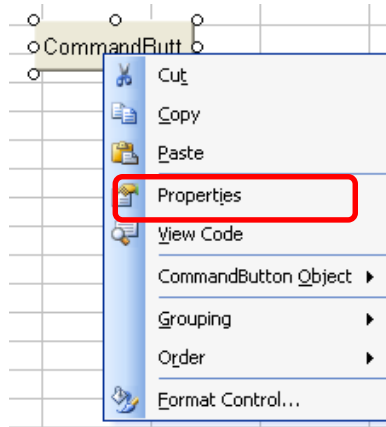 CommandButt
Cut
Copy
Paste
Properties
View Code
CommandButton Object
Grouping
Order
Format Control...